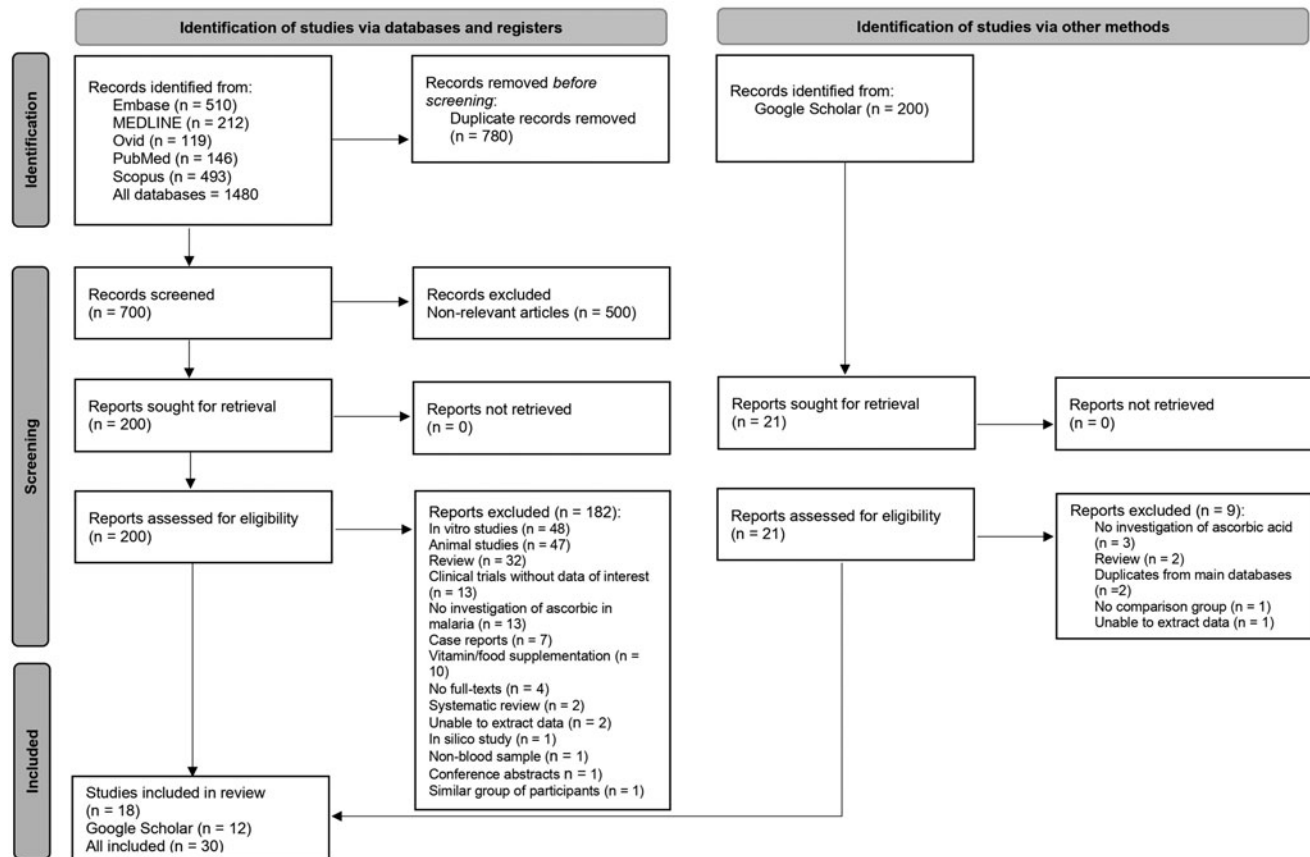 Identification of studies via databases and registers
Identification of studies via other methods
Identification
Records identified from:
Embase (n = 510)
MEDLINE (n = 212)
Ovid (n = 119)
PubMed (n = 146)
Scopus (n = 493)
All databases = 1480
Records removed before
screening:
Duplicate records removed
(n = 780)
Records identified from:
Google Scholar (n = 200)
Screening
Records screened
(n = 700)
Records excluded
Non-relevant articles (n = 500)
Reports sought for retrieval
(n = 200)
Reports not retrieved
(n = 0)
Reports sought for retrieval
(n = 21)
Reports not retrieved
(n = 0)
Reports assessed for eligibility
(n = 200)
Reports excluded (n = 182):
In vitro studies (n = 48)
Animal studies (n = 47)
Review (n = 32)
Clinical trials without data of interest
(n = 13)
No investigation of ascorbic in
malaria (n = 13)
Case reports (n = 7)
Vitamin/food supplementation (n =
10)
No full-texts (n = 4)
Systematic review (n = 2)
Unable to extract data (n = 2)
In silico study (n = 1)
Non-blood sample (n = 1)
Conference abstracts n = 1)
Similar group of participants (n = 1)
Reports assessed for eligibility
(n = 21)
Reports excluded (n = 9):
No investigation of ascorbic acid
(n = 3)
Review (n = 2)
Duplicates from main databases
(n =2)
No comparison group (n = 1)
Unable to extract data (n = 1)
Included
Studies included in review
(n = 18)
Google Scholar (n = 12)
All included (n = 30)